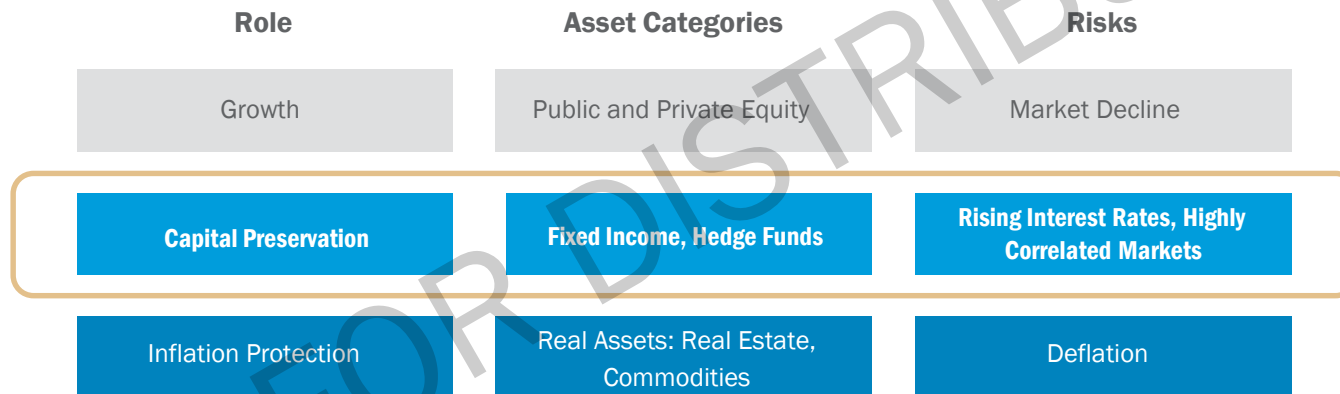 Role
Asset Categories
Risks
Growth
Public and Private Equity
Market Decline
Capital Preservation
Fixed Income, Hedge Funds
Rising Interest Rates, Highly
Correlated Markets
Inflation Protection
Real Assets: Real Estate,
Commodities
Deflation
FOR DISTRIB